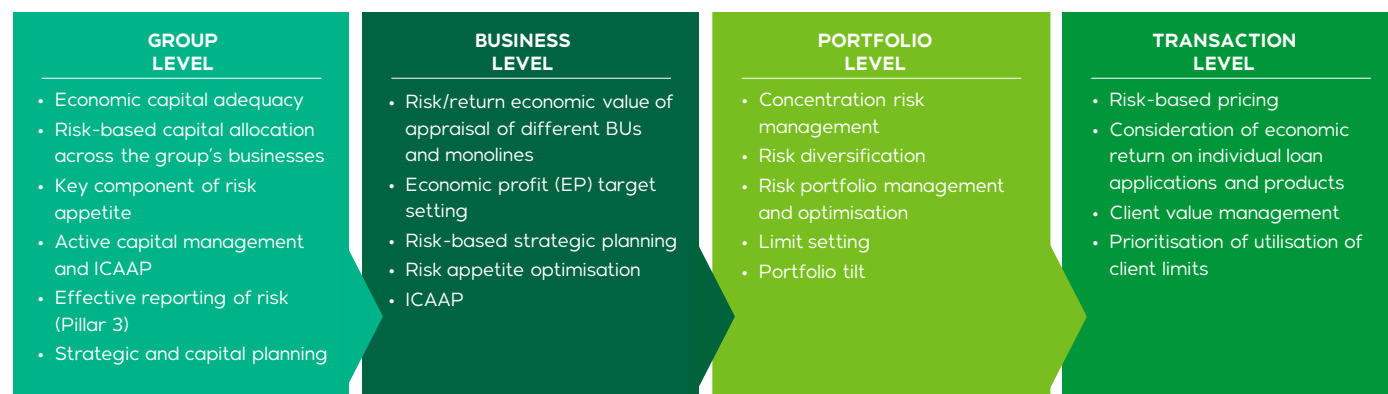 GROUP
LEVEL
• Economic capital adequacy
• Risk-based capital allocation
across the group's businesses
• Key component of risk
appetite
• Active capital management
and ICAAP
• Effective reporting of risk
(Pillar 3)
• Strategic and capital planning
BUSINESS
LEVEL
• Risk/return economic value of
appraisal of different BUs
and monolines
• Economic profit (EP) target
setting
• Risk-based strategic planning
• Risk appetite optimisation
• ICAAP
PORTFOLIO
LEVEL
• Concentration risk
management
• Risk diversification
• Risk portfolio management
and optimisation
• Limit setting
• Portfolio tilt
TRANSACTION
LEVEL
• Risk-based pricing
• Consideration of economic
return on individual loan
applications and products
• Client value management
• Prioritisation of utilisation of
client limits